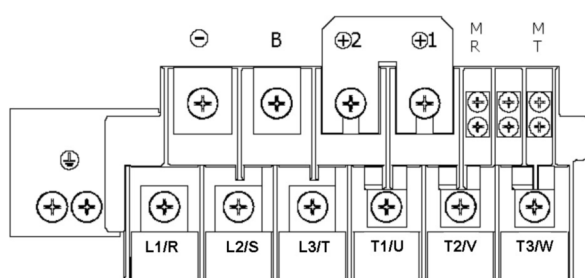 ⊖ B ⊕2 ⊕1 M M
R T
L1/R L2/S L3/T T1/U T2/V T3/W